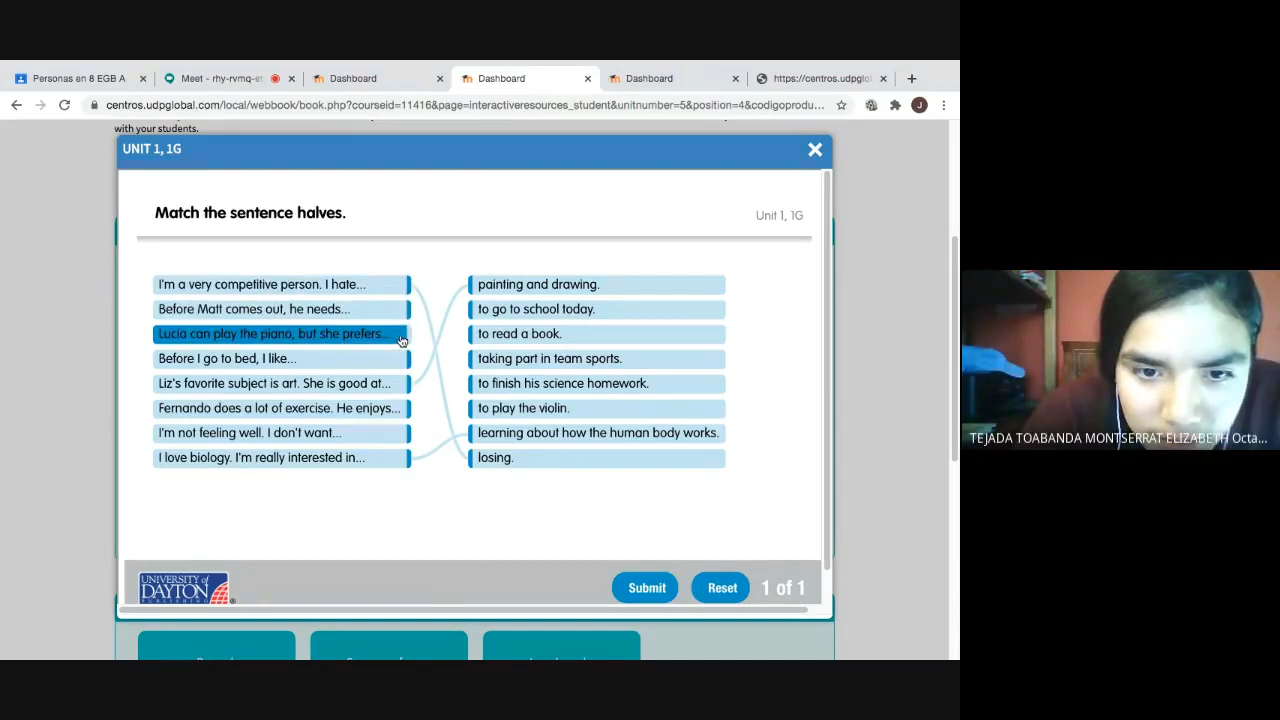 Personas en 8 EGB A
Meet - rhy-rvmq-et
Dashboard
Dashboard
Dashboard
https://centros.udpglobal
centros.udpglobal.com/local/webbook/book.php?courseid=11416&page=interactiveresources_student&unitnumber=5&position=4&codigoprodu...
J
with your students.
UNIT 1, 1G
Match the sentence halves.
Unit 1, 1G
I'm a very competitive person. I hate...
painting and drawing.
Before Matt comes out, he needs...
to go to school today.
Lucia can play the piano, but she prefers...
to read a book.
Before I go to bed, I like...
taking part in team sports.
Liz's favorite subject is art. She is good at...
to finish his science homework.
Fernando does a lot of exercise. He enjoys...
to play the violin.
I'm not feeling well. I don't want...
learning about how the human body works.
I love biology. I'm really interested in...
losing.
TEJADA TOABANDA MONTSERRAT ELIZABETH Octa...
UNIVERSITY of
DAYTON
PUBLISHING
Submit
Reset
1 of 1